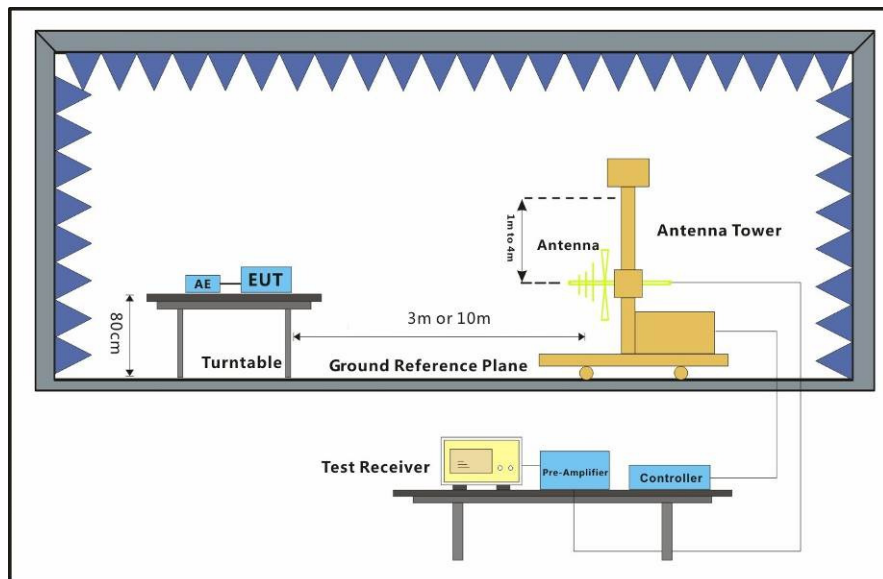 1m to 4m
Antenna
Antenna Tower
AE
EUT
80cm
3m or 10m
Turntable
Ground Reference Plane
Test Receiver
Pre-Amplifier
Controller